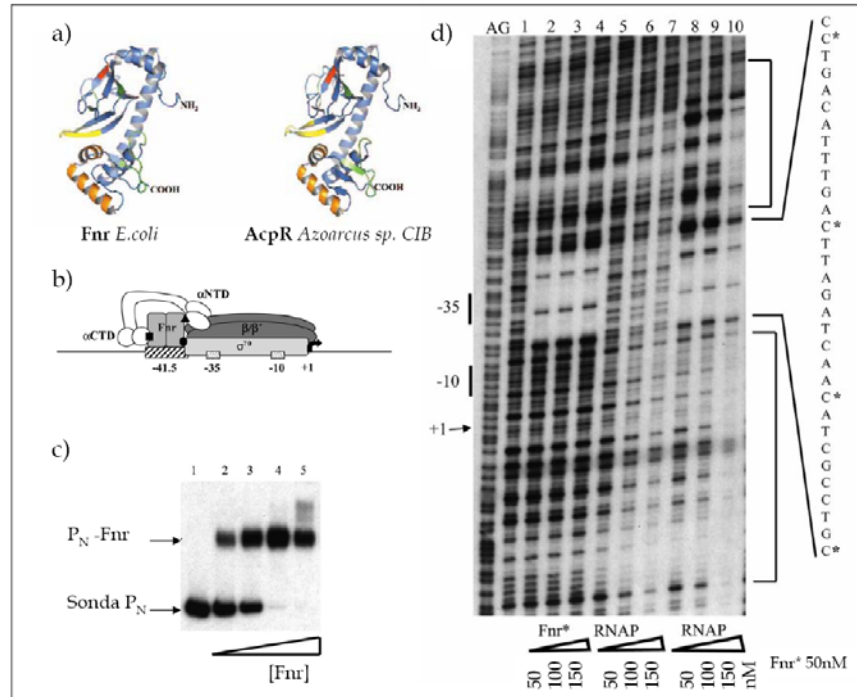 a)
NH₂
COOH
Fnr E.coli
NH₂
COOH
AcpR Azoarcus sp. CIB
b)
αNTD
αCTD
Fnr
β/β'
σ⁷⁰
-41.5
-35
-10
+1
c)
1 2 3 4 5
P_N -Fnr
Sonda P_N
[Fnr]
d)
AG 1 2 3 4 5 6 7 8 9 10
-35
-10
+1
Fnr* RNAP RNAP
50 100 150 50 100 150 50 100 150 nM
Fnr* 50nM
C
C*
T
G
A
C
A
T
T
T
G
A
C*
T
T
A
G
A
T
C
A
A
C*
A
T
C
G
C
C
T
G
C*